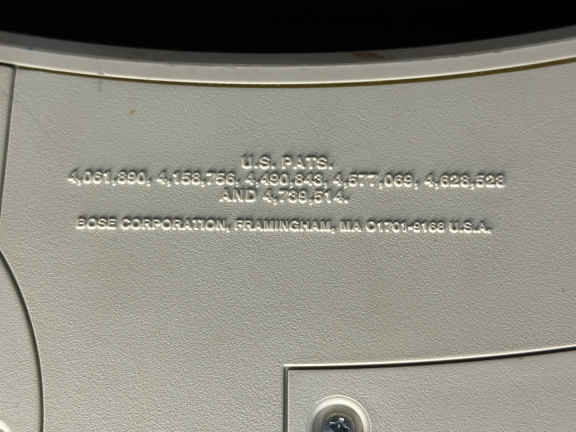 U.S. PATS.
4,061,890, 4,158,756, 4,490,843, 4,577,069, 4,628,528
AND 4,739,514.
BOSE CORPORATION, FRAMINGHAM, MA 01701-9168 U.S.A.